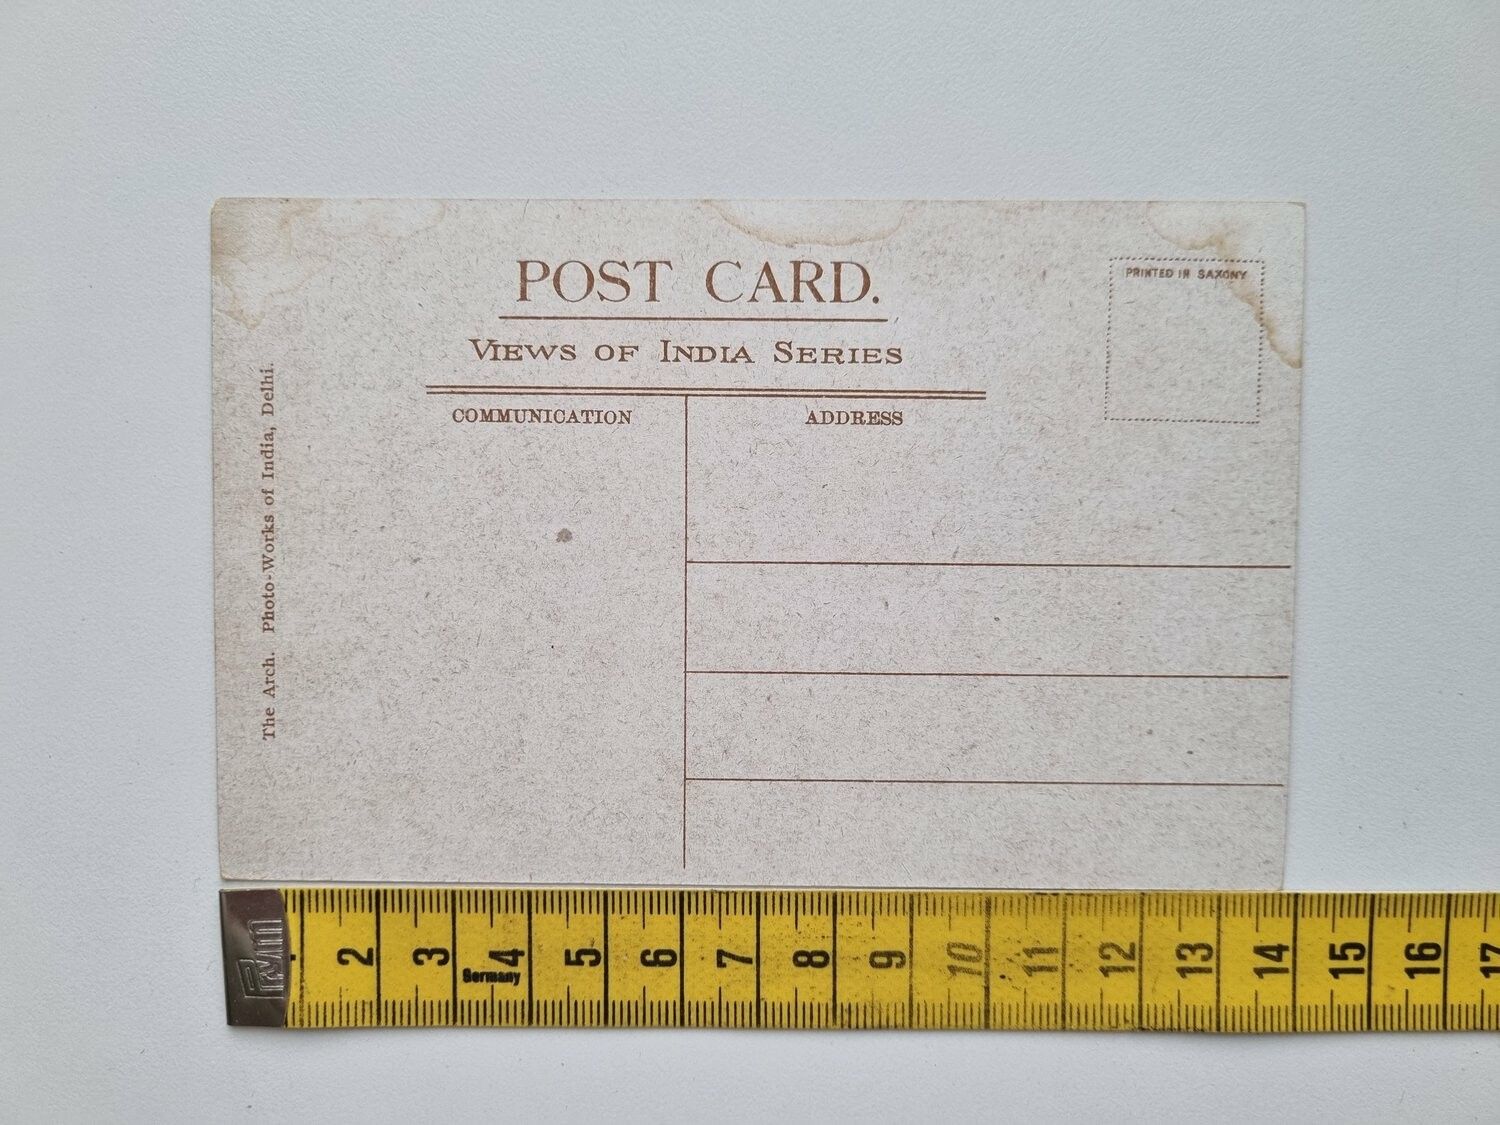 POST CARD.
VIEWS OF INDIA SERIES
PRINTED IN SAXONY
COMMUNICATION
ADDRESS
The Arch. Photo-Works of India, Delhi.
Prym
2 3 4 5 6 7 8 9 10 11 12 13 14 15 16 17
Germany